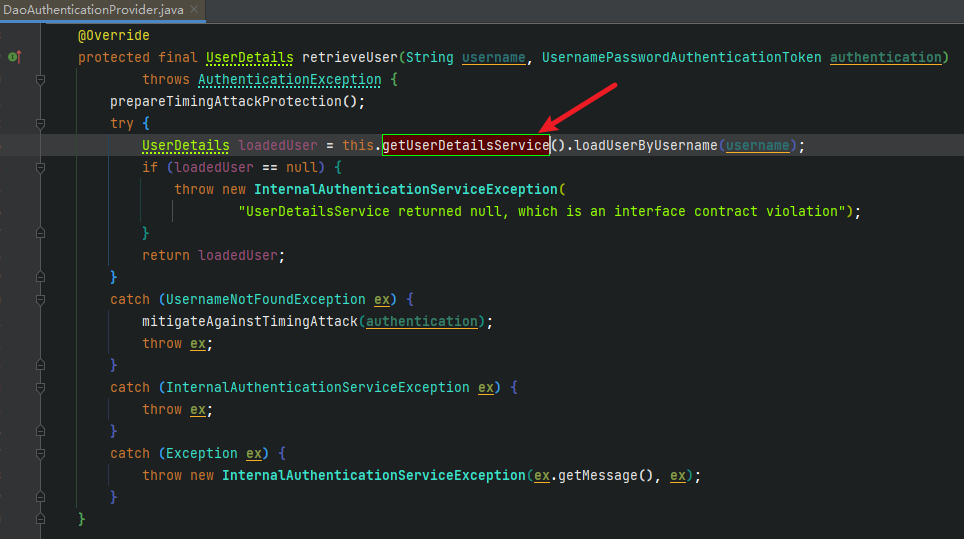 DaoAuthenticationProvider.java ×
@Override
protected final UserDetails retrieveUser(String username, UsernamePasswordAuthenticationToken authentication)
throws AuthenticationException {
prepareTimingAttackProtection();
try {
UserDetails loadedUser = this.getUserDetailsService().loadUserByUsername(username);
if (loadedUser == null) {
throw new InternalAuthenticationServiceException(
"UserDetailsService returned null, which is an interface contract violation");
}
return loadedUser;
}
catch (UsernameNotFoundException ex) {
mitigateAgainstTimingAttack(authentication);
throw ex;
}
catch (InternalAuthenticationServiceException ex) {
throw ex;
}
catch (Exception ex) {
throw new InternalAuthenticationServiceException(ex.getMessage(), ex);
}
}